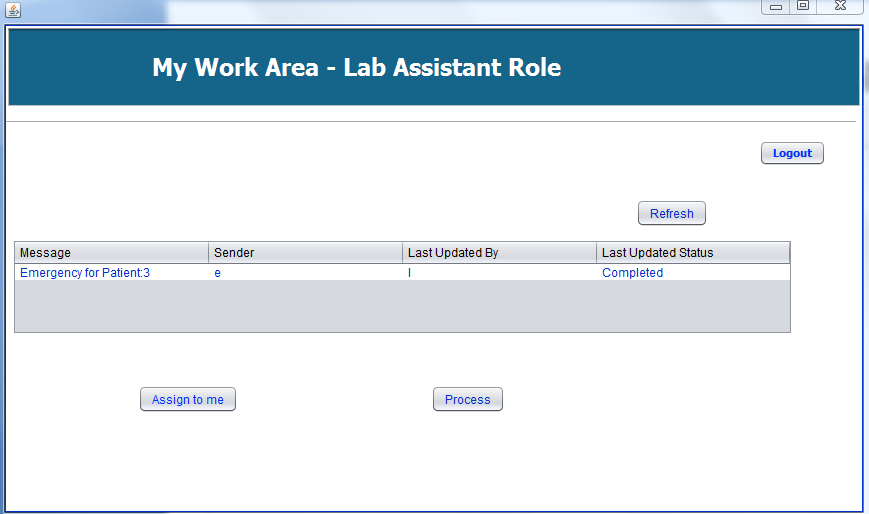 My Work Area - Lab Assistant Role
Logout
Refresh
Message Sender Last Updated By Last Updated Status
Emergency for Patient:3 e l Completed
Assign to me Process